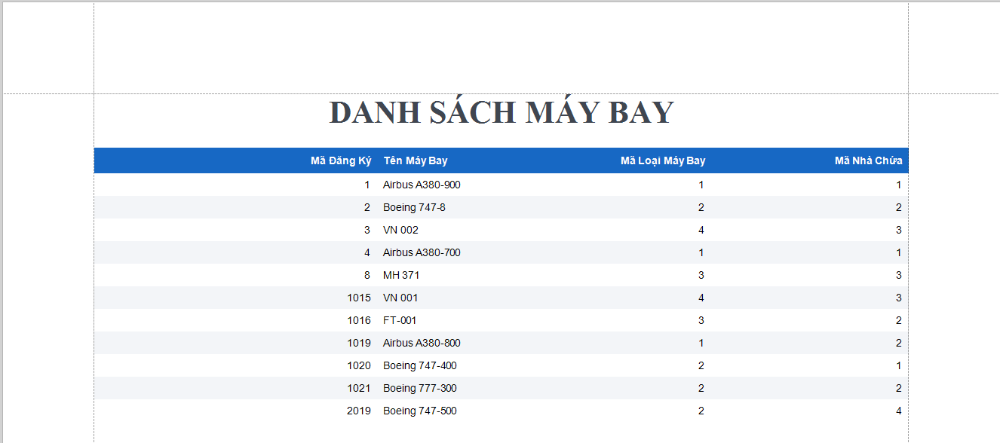 DANH SÁCH MÁY BAY
Mã Đăng Ký Tên Máy Bay Mã Loại Máy Bay Mã Nhà Chứa
1 Airbus A380-900 1 1
2 Boeing 747-8 2 2
3 VN 002 4 3
4 Airbus A380-700 1 1
8 MH 371 3 3
1015 VN 001 4 3
1016 FT-001 3 2
1019 Airbus A380-800 1 2
1020 Boeing 747-400 2 1
1021 Boeing 777-300 2 2
2019 Boeing 747-500 2 4